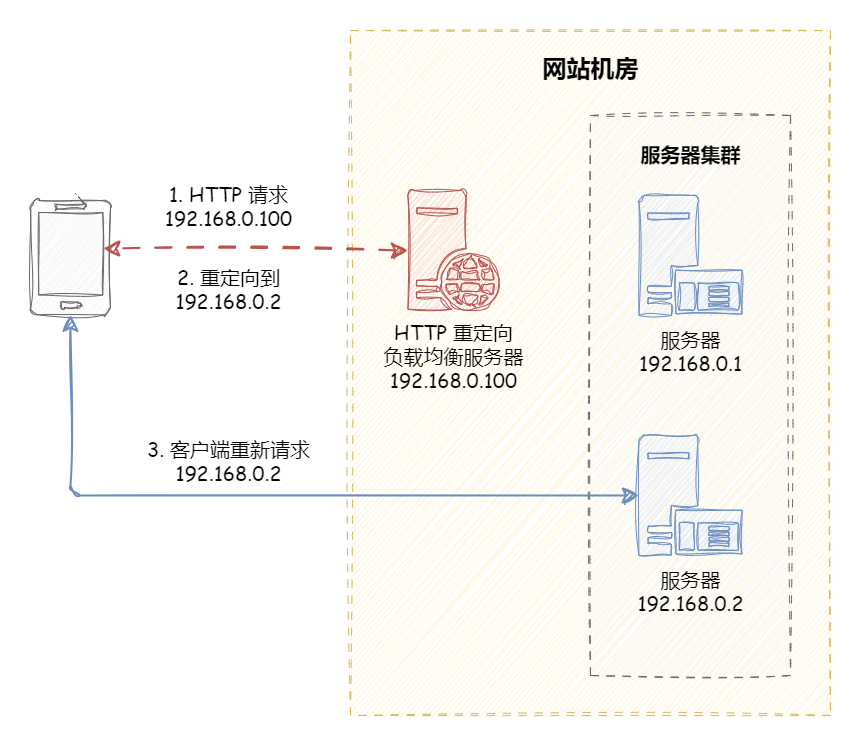 网站机房
服务器集群
1. HTTP 请求
192.168.0.100
2. 重定向到
192.168.0.2
HTTP 重定向
负载均衡服务器
192.168.0.100
服务器
192.168.0.1
3. 客户端重新请求
192.168.0.2
服务器
192.168.0.2